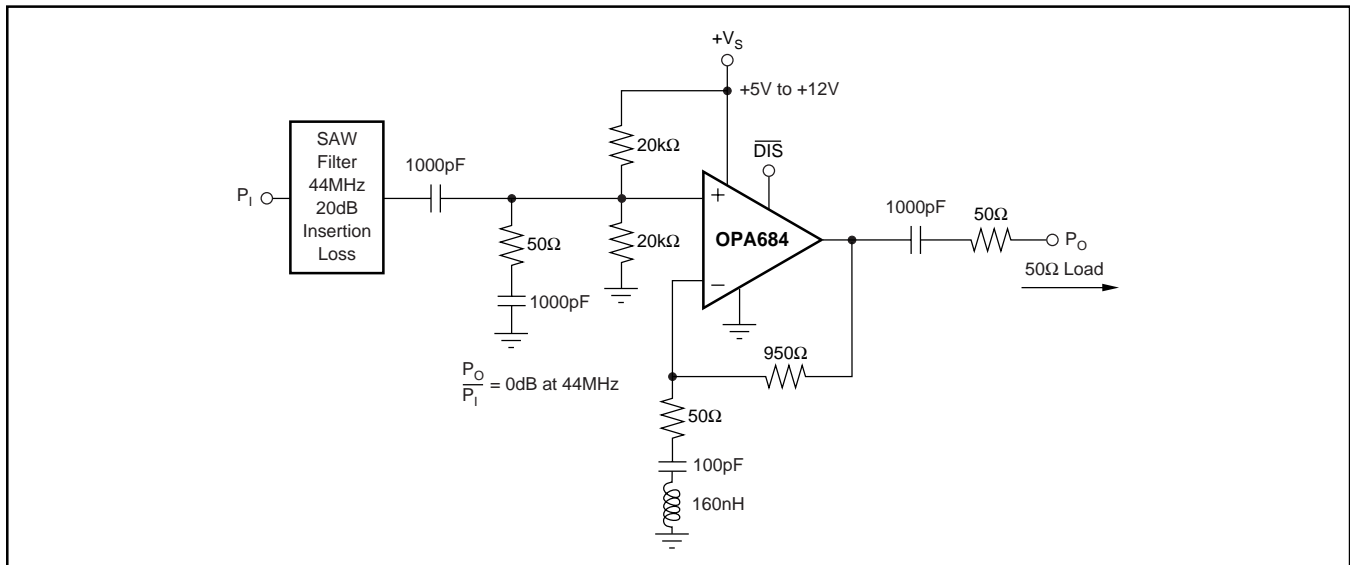 +V_S
+5V to +12V
SAW
Filter
44MHz
20dB
Insertion
Loss
P_I
1000pF
20kΩ
DIS
50Ω
20kΩ
1000pF
+
−
OPA684
1000pF
50Ω
P_O
50Ω Load
950Ω
P_O
P_I
= 0dB at 44MHz
50Ω
100pF
160nH